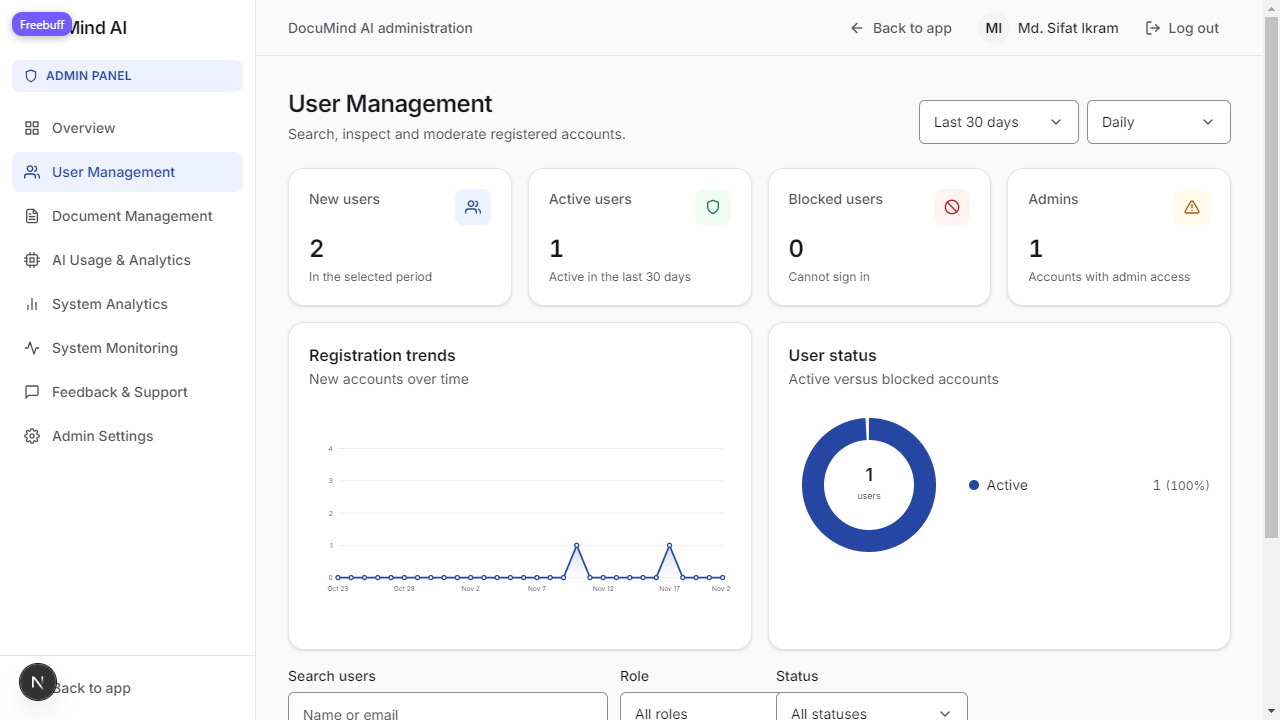 Freebuff
Mind AI
ADMIN PANEL
Overview
User Management
Document Management
AI Usage & Analytics
System Analytics
System Monitoring
Feedback & Support
Admin Settings
N
Back to app
DocuMind AI administration
Back to app
MI
Md. Sifat Ikram
Log out
User Management
Search, inspect and moderate registered accounts.
Last 30 days
Daily
New users
2
In the selected period
Active users
1
Active in the last 30 days
Blocked users
0
Cannot sign in
Admins
1
Accounts with admin access
Registration trends
New accounts over time
4
3
2
1
0
Oct 23 Oct 28 Nov 2 Nov 7 Nov 12 Nov 17 Nov 2
User status
Active versus blocked accounts
1
users
Active
1 (100%)
Search users
Name or email
Role
All roles
Status
All statuses